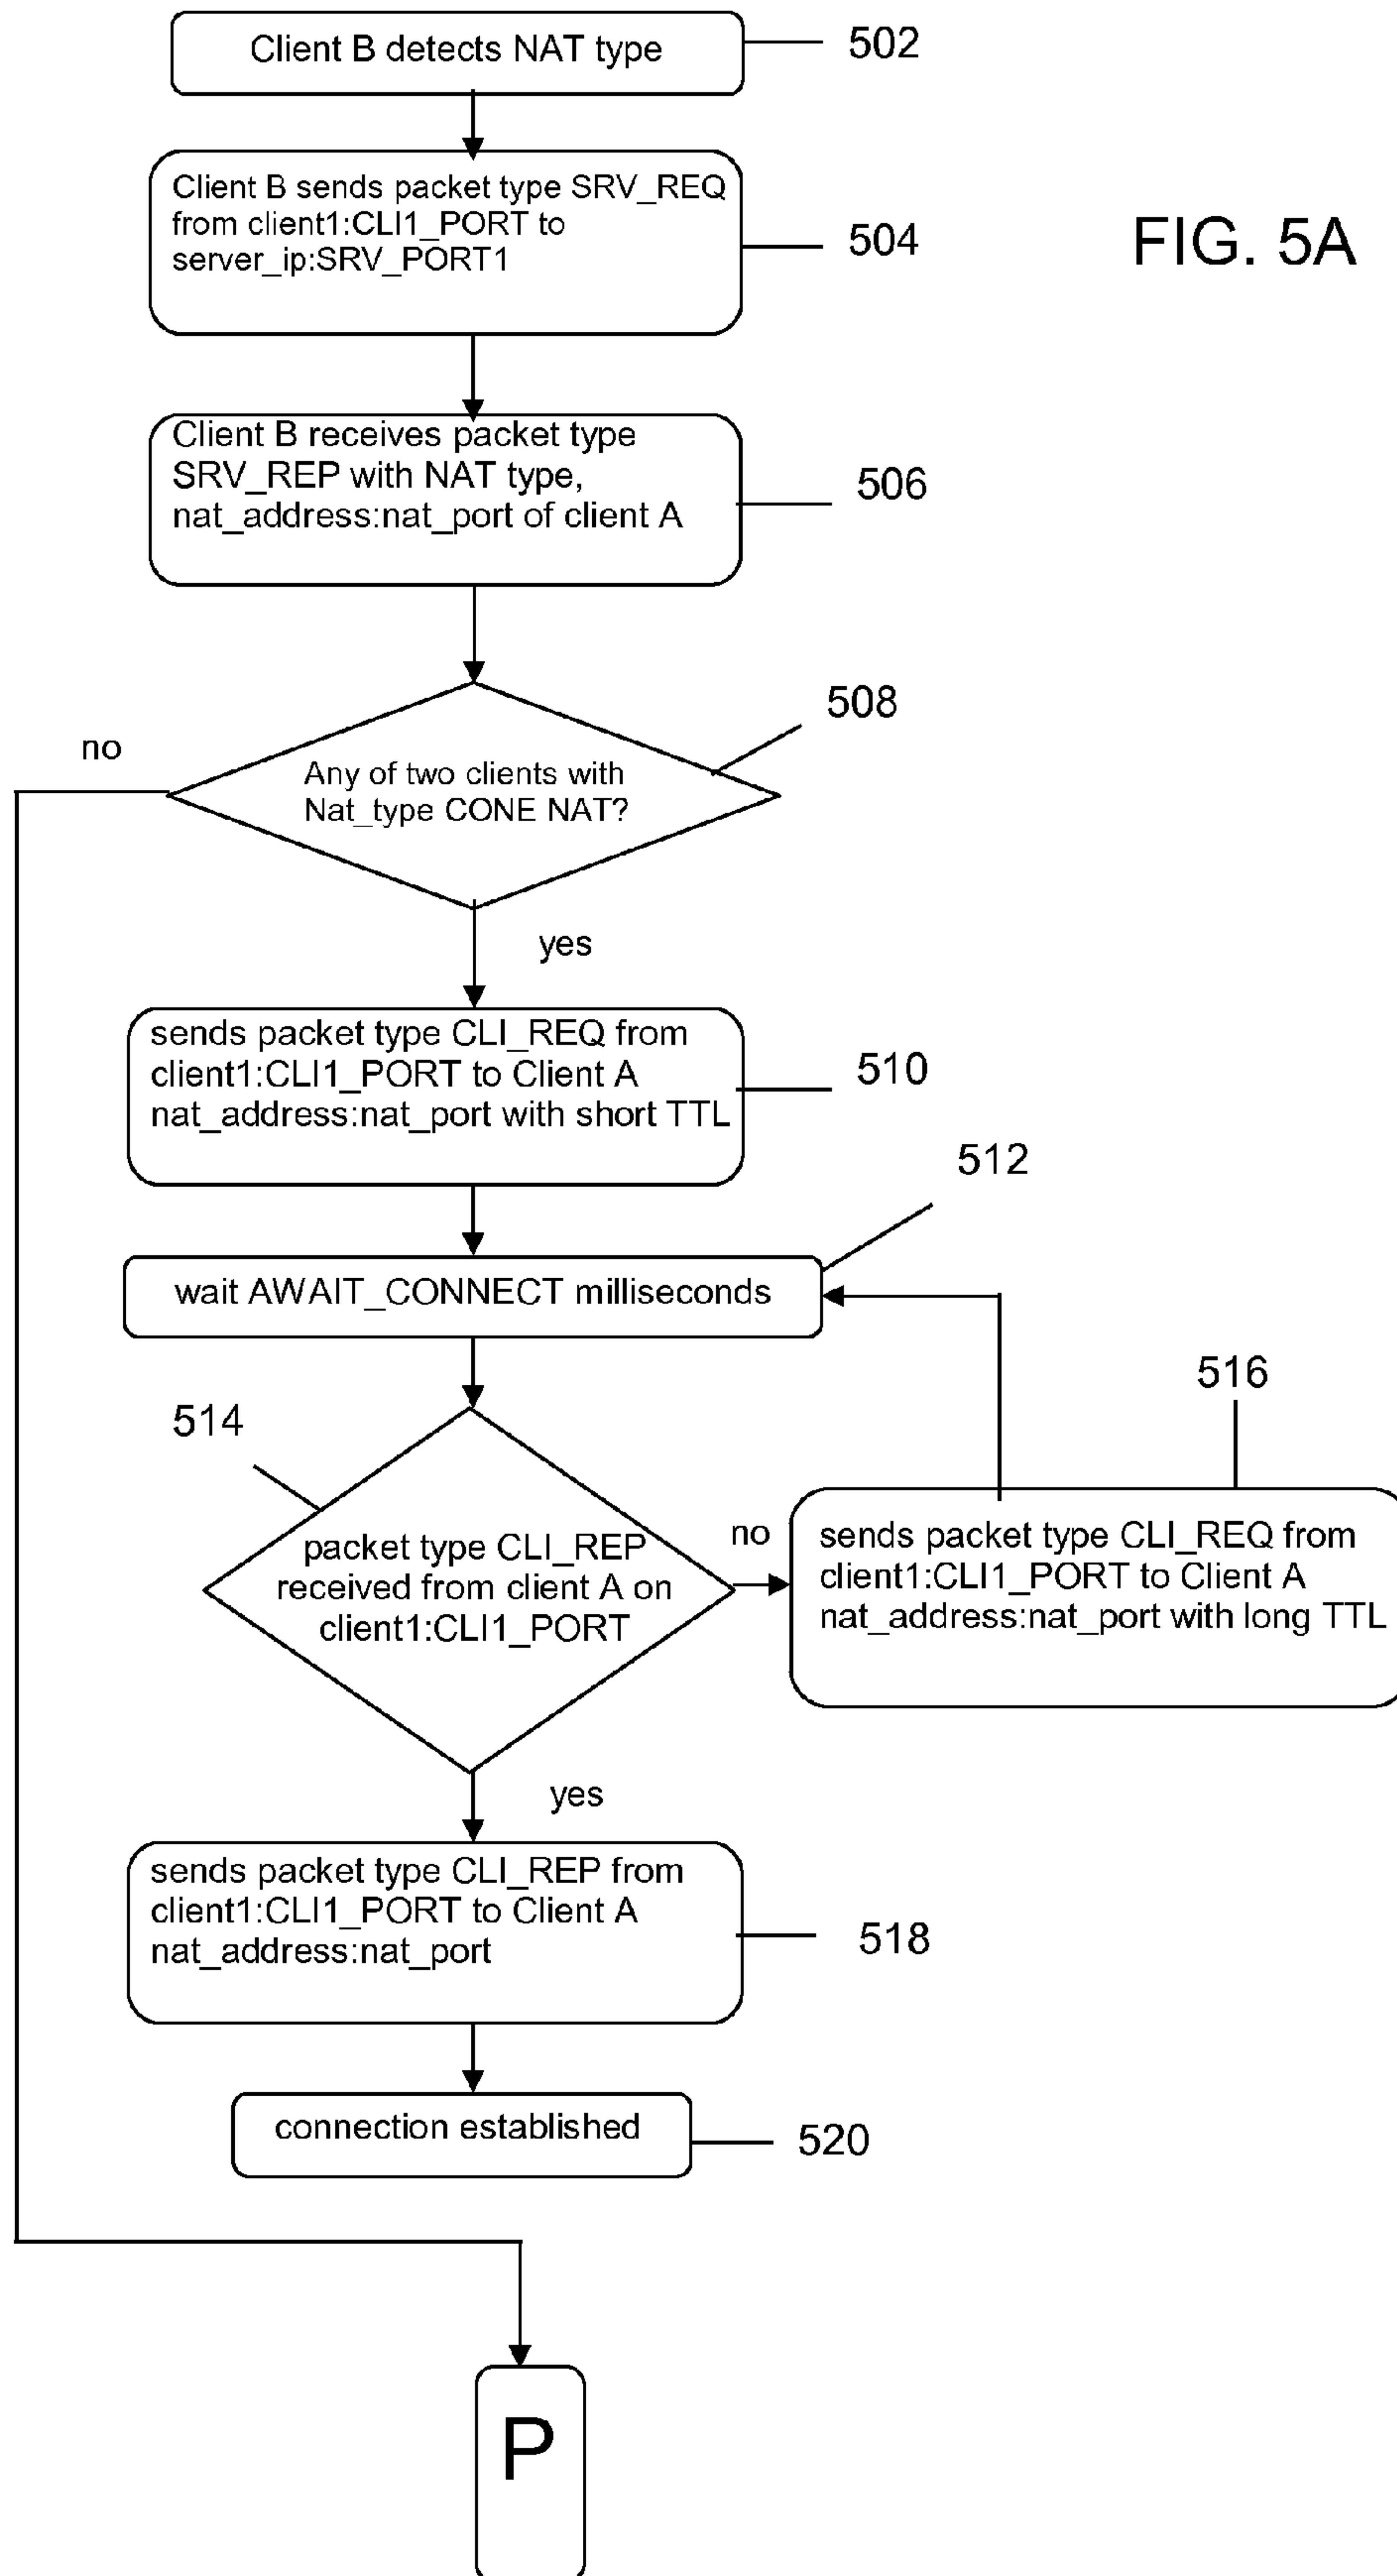 Client B detects NAT type
502
Client B sends packet type SRV_REQ
from client1:CLI1_PORT to
server_ip:SRV_PORT1
504
FIG. 5A
Client B receives packet type
SRV_REP with NAT type,
nat_address:nat_port of client A
506
508
no
Any of two clients with
Nat_type CONE NAT?
yes
sends packet type CLI_REQ from
client1:CLI1_PORT to Client A
nat_address:nat_port with short TTL
510
512
wait AWAIT_CONNECT milliseconds
514
516
packet type CLI_REP
received from client A on
client1:CLI1_PORT
no
sends packet type CLI_REQ from
client1:CLI1_PORT to Client A
nat_address:nat_port with long TTL
yes
sends packet type CLI_REP from
client1:CLI1_PORT to Client A
nat_address:nat_port
518
connection established
520
P